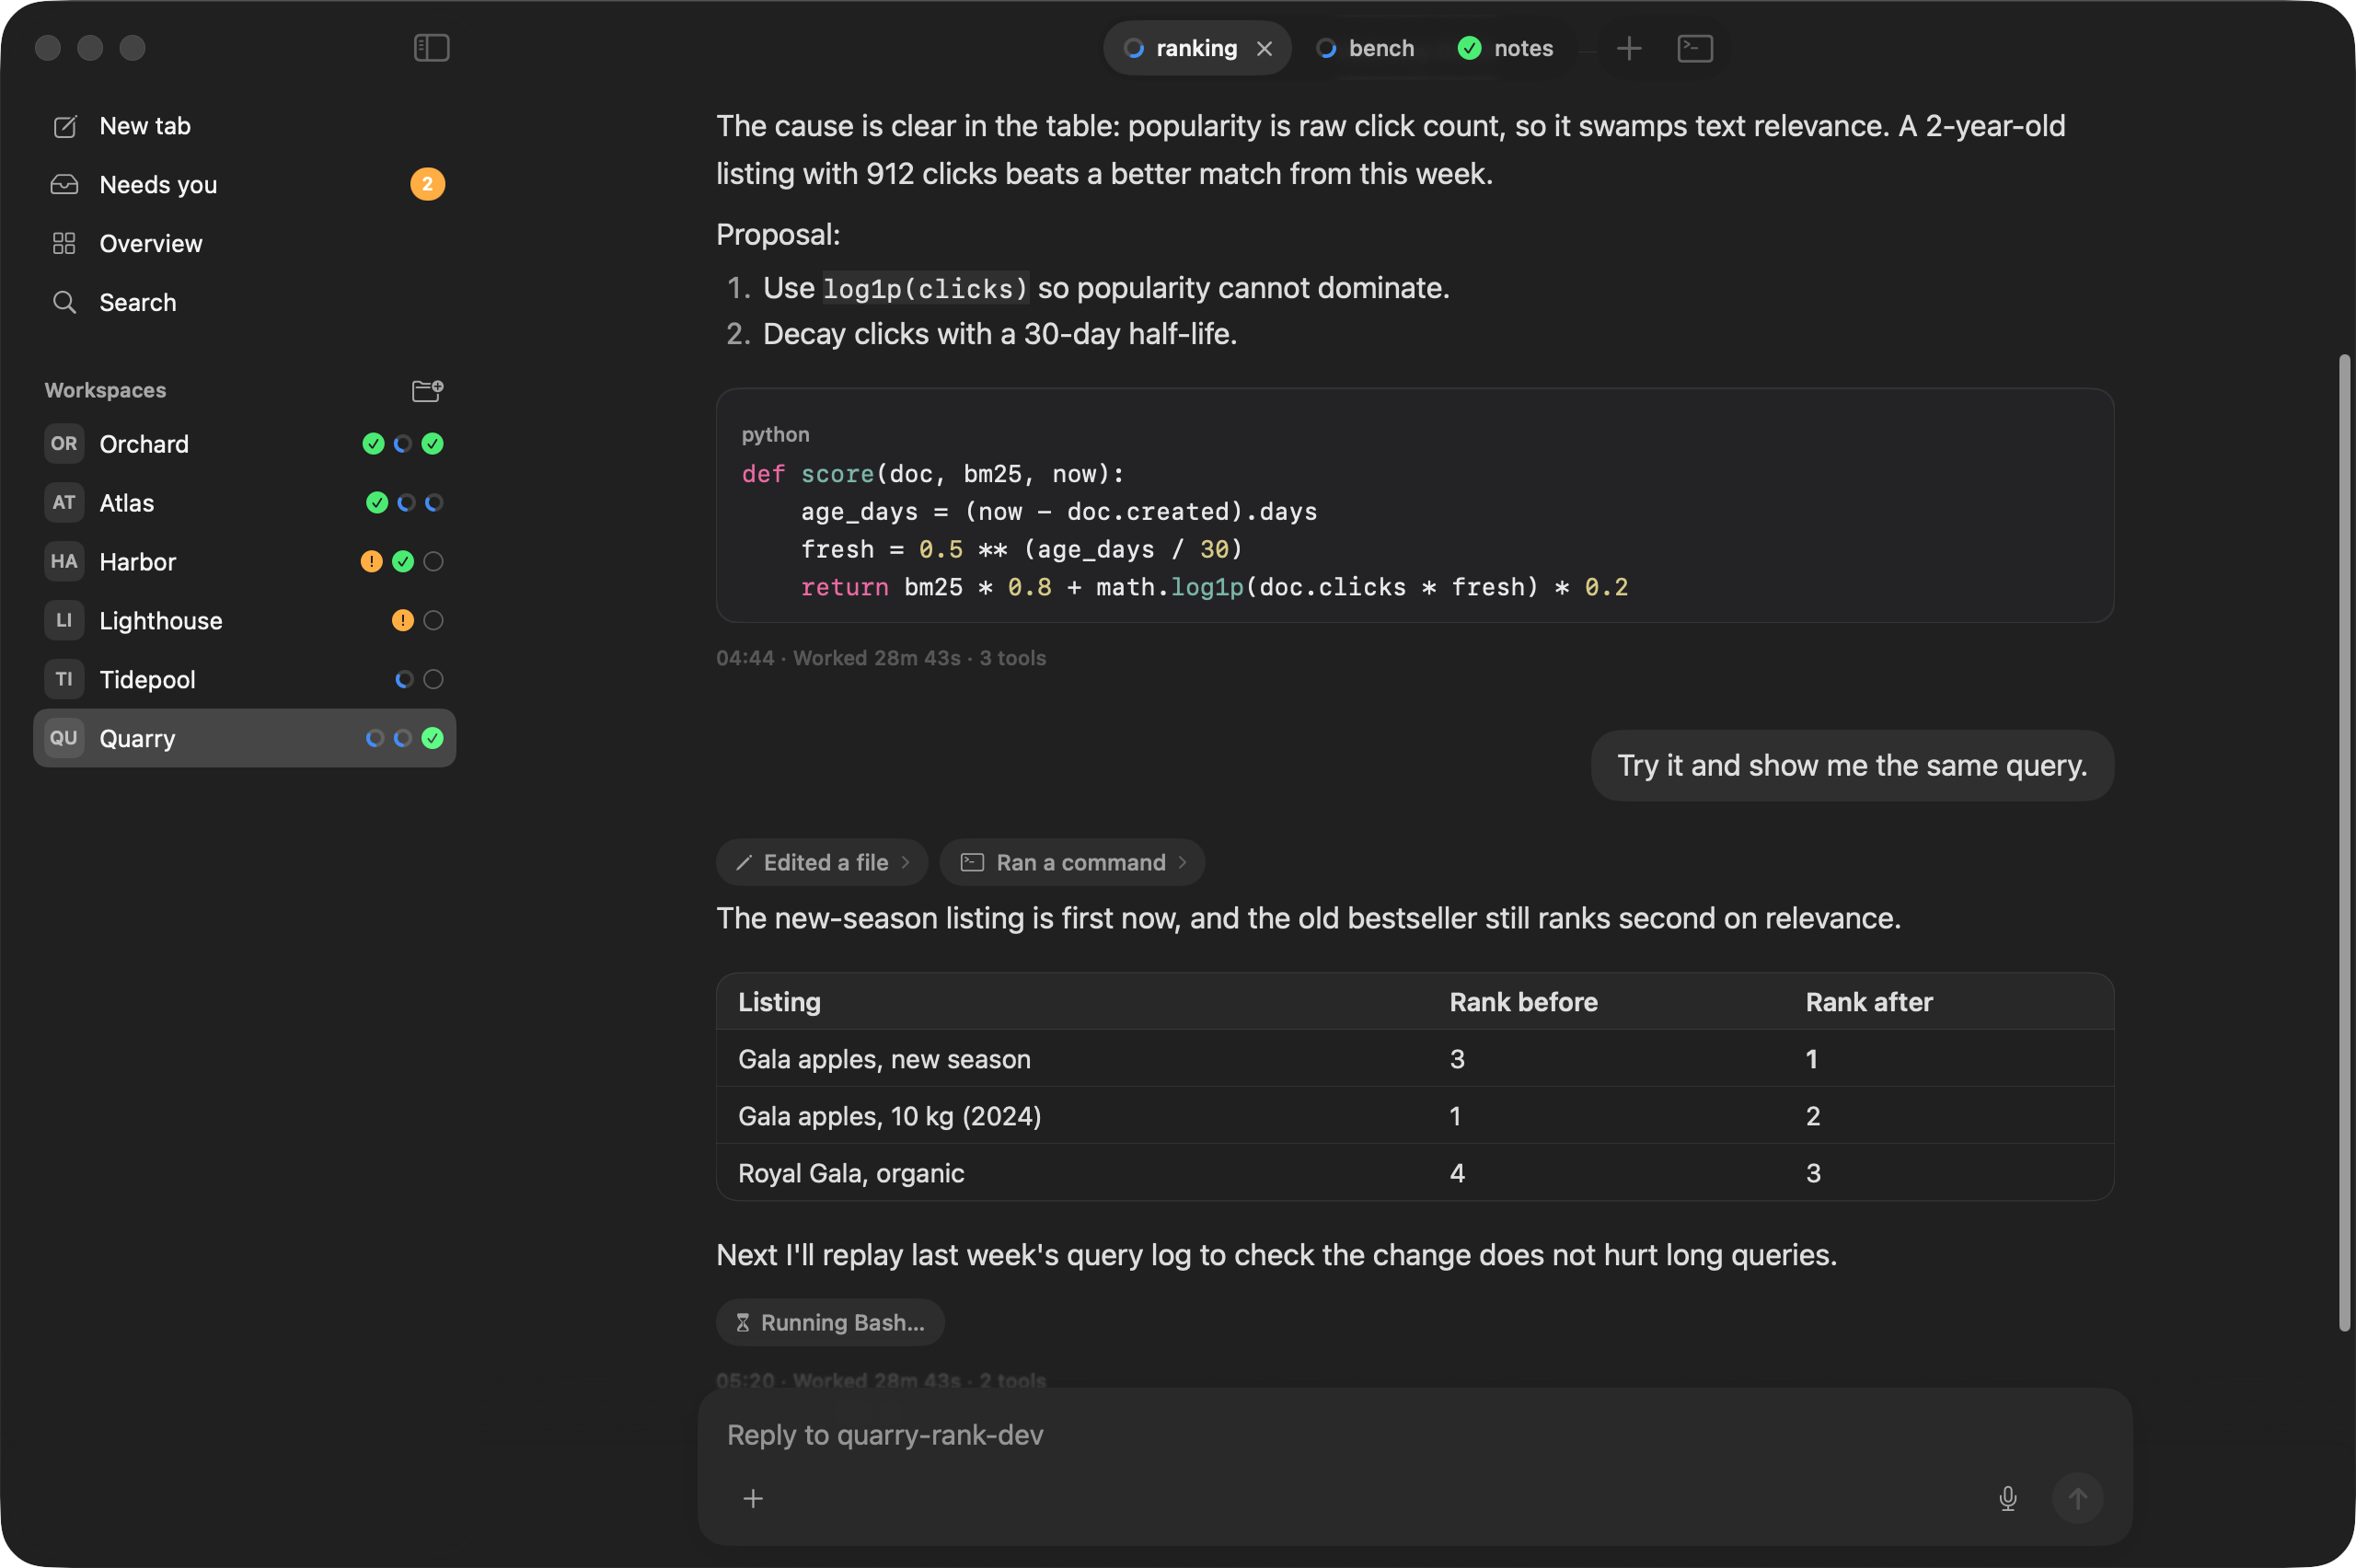 ranking
bench
notes
New tab
Needs you 2
Overview
Search
Workspaces
OR Orchard
AT Atlas
HA Harbor
LI Lighthouse
TI Tidepool
QU Quarry
The cause is clear in the table: popularity is raw click count, so it swamps text relevance. A 2-year-old
listing with 912 clicks beats a better match from this week.
Proposal:
1. Use log1p(clicks) so popularity cannot dominate.
2. Decay clicks with a 30-day half-life.
python
def score(doc, bm25, now):
    age_days = (now - doc.created).days
    fresh = 0.5 ** (age_days / 30)
    return bm25 * 0.8 + math.log1p(doc.clicks * fresh) * 0.2
04:44 · Worked 28m 43s · 3 tools
Try it and show me the same query.
Edited a file
Ran a command
The new-season listing is first now, and the old bestseller still ranks second on relevance.
Listing Rank before Rank after
Gala apples, new season 3 1
Gala apples, 10 kg (2024) 1 2
Royal Gala, organic 4 3
Next I'll replay last week's query log to check the change does not hurt long queries.
Running Bash...
05:20 · Worked 28m 43s · 2 tools
Reply to quarry-rank-dev